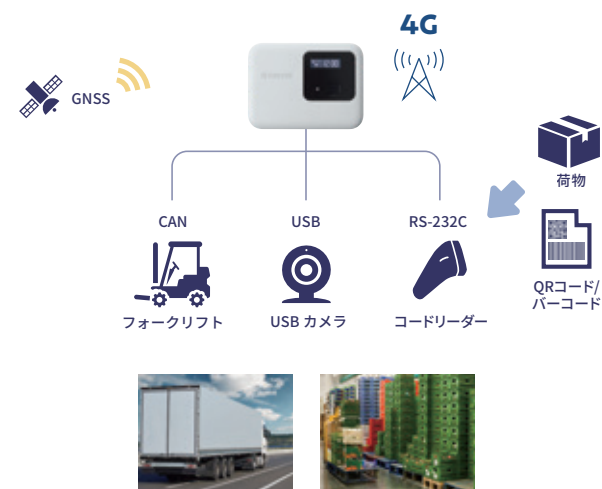 4G
GNSS
荷物
CAN
USB
RS-232C
フォークリフト
USB カメラ
コードリーダー
QRコード/
バーコード